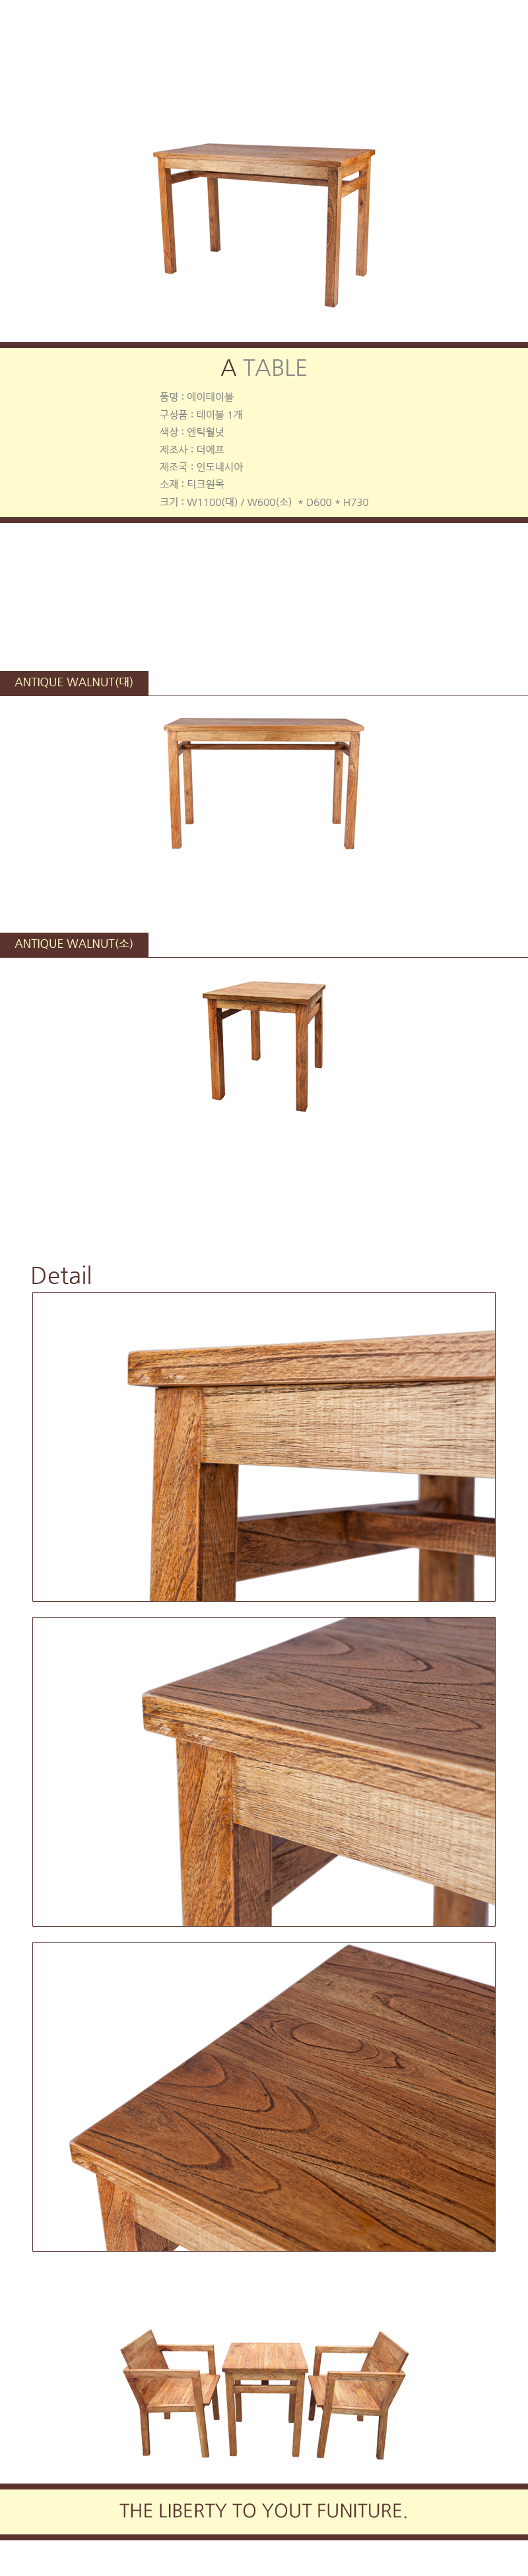 A TABLE
품명 : 에이테이블
구성품 : 테이블 1개
색상 : 엔틱월넛
제조사 : 더에프
제조국 : 인도네시아
소재 : 티크원목
크기 : W1100(대) / W600(소) * D600 * H730
ANTIQUE WALNUT(대)
ANTIQUE WALNUT(소)
Detail
THE LIBERTY TO YOUT FUNITURE.